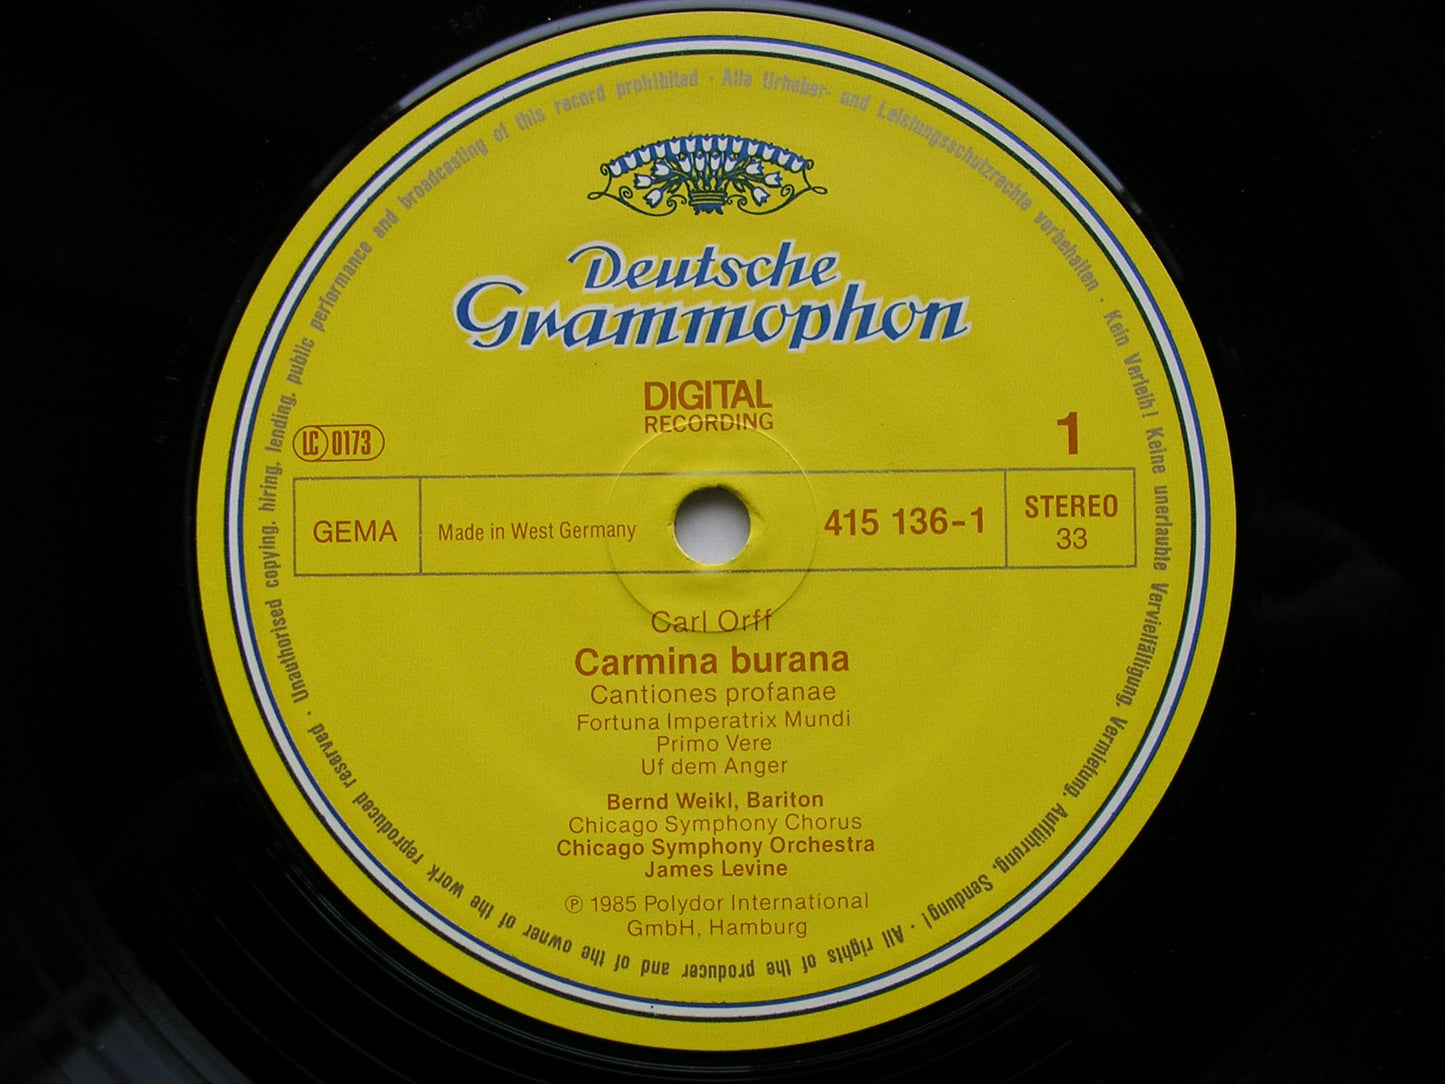 Deutsche
Grammophon
DIGITAL
RECORDING
LC 0173
1
GEMA
Made in West Germany
415 136-1
STEREO
33
Carl Orff
Carmina burana
Cantiones profanae
Fortuna Imperatrix Mundi
Primo Vere
Uf dem Anger
Bernd Weikl, Bariton
Chicago Symphony Chorus
Chicago Symphony Orchestra
James Levine
℗ 1985 Polydor International
GmbH, Hamburg
Alle Urheber- und Leistungsschutzrechte vorbehalten · Kein Verleih! Keine unerlaubte Vervielfältigung, Vermietung, Aufführung, Sendung! · All rights of the producer and of the owner of the work reproduced reserved · Unauthorised copying, hiring, lending, public performance and broadcasting of this record prohibited ·